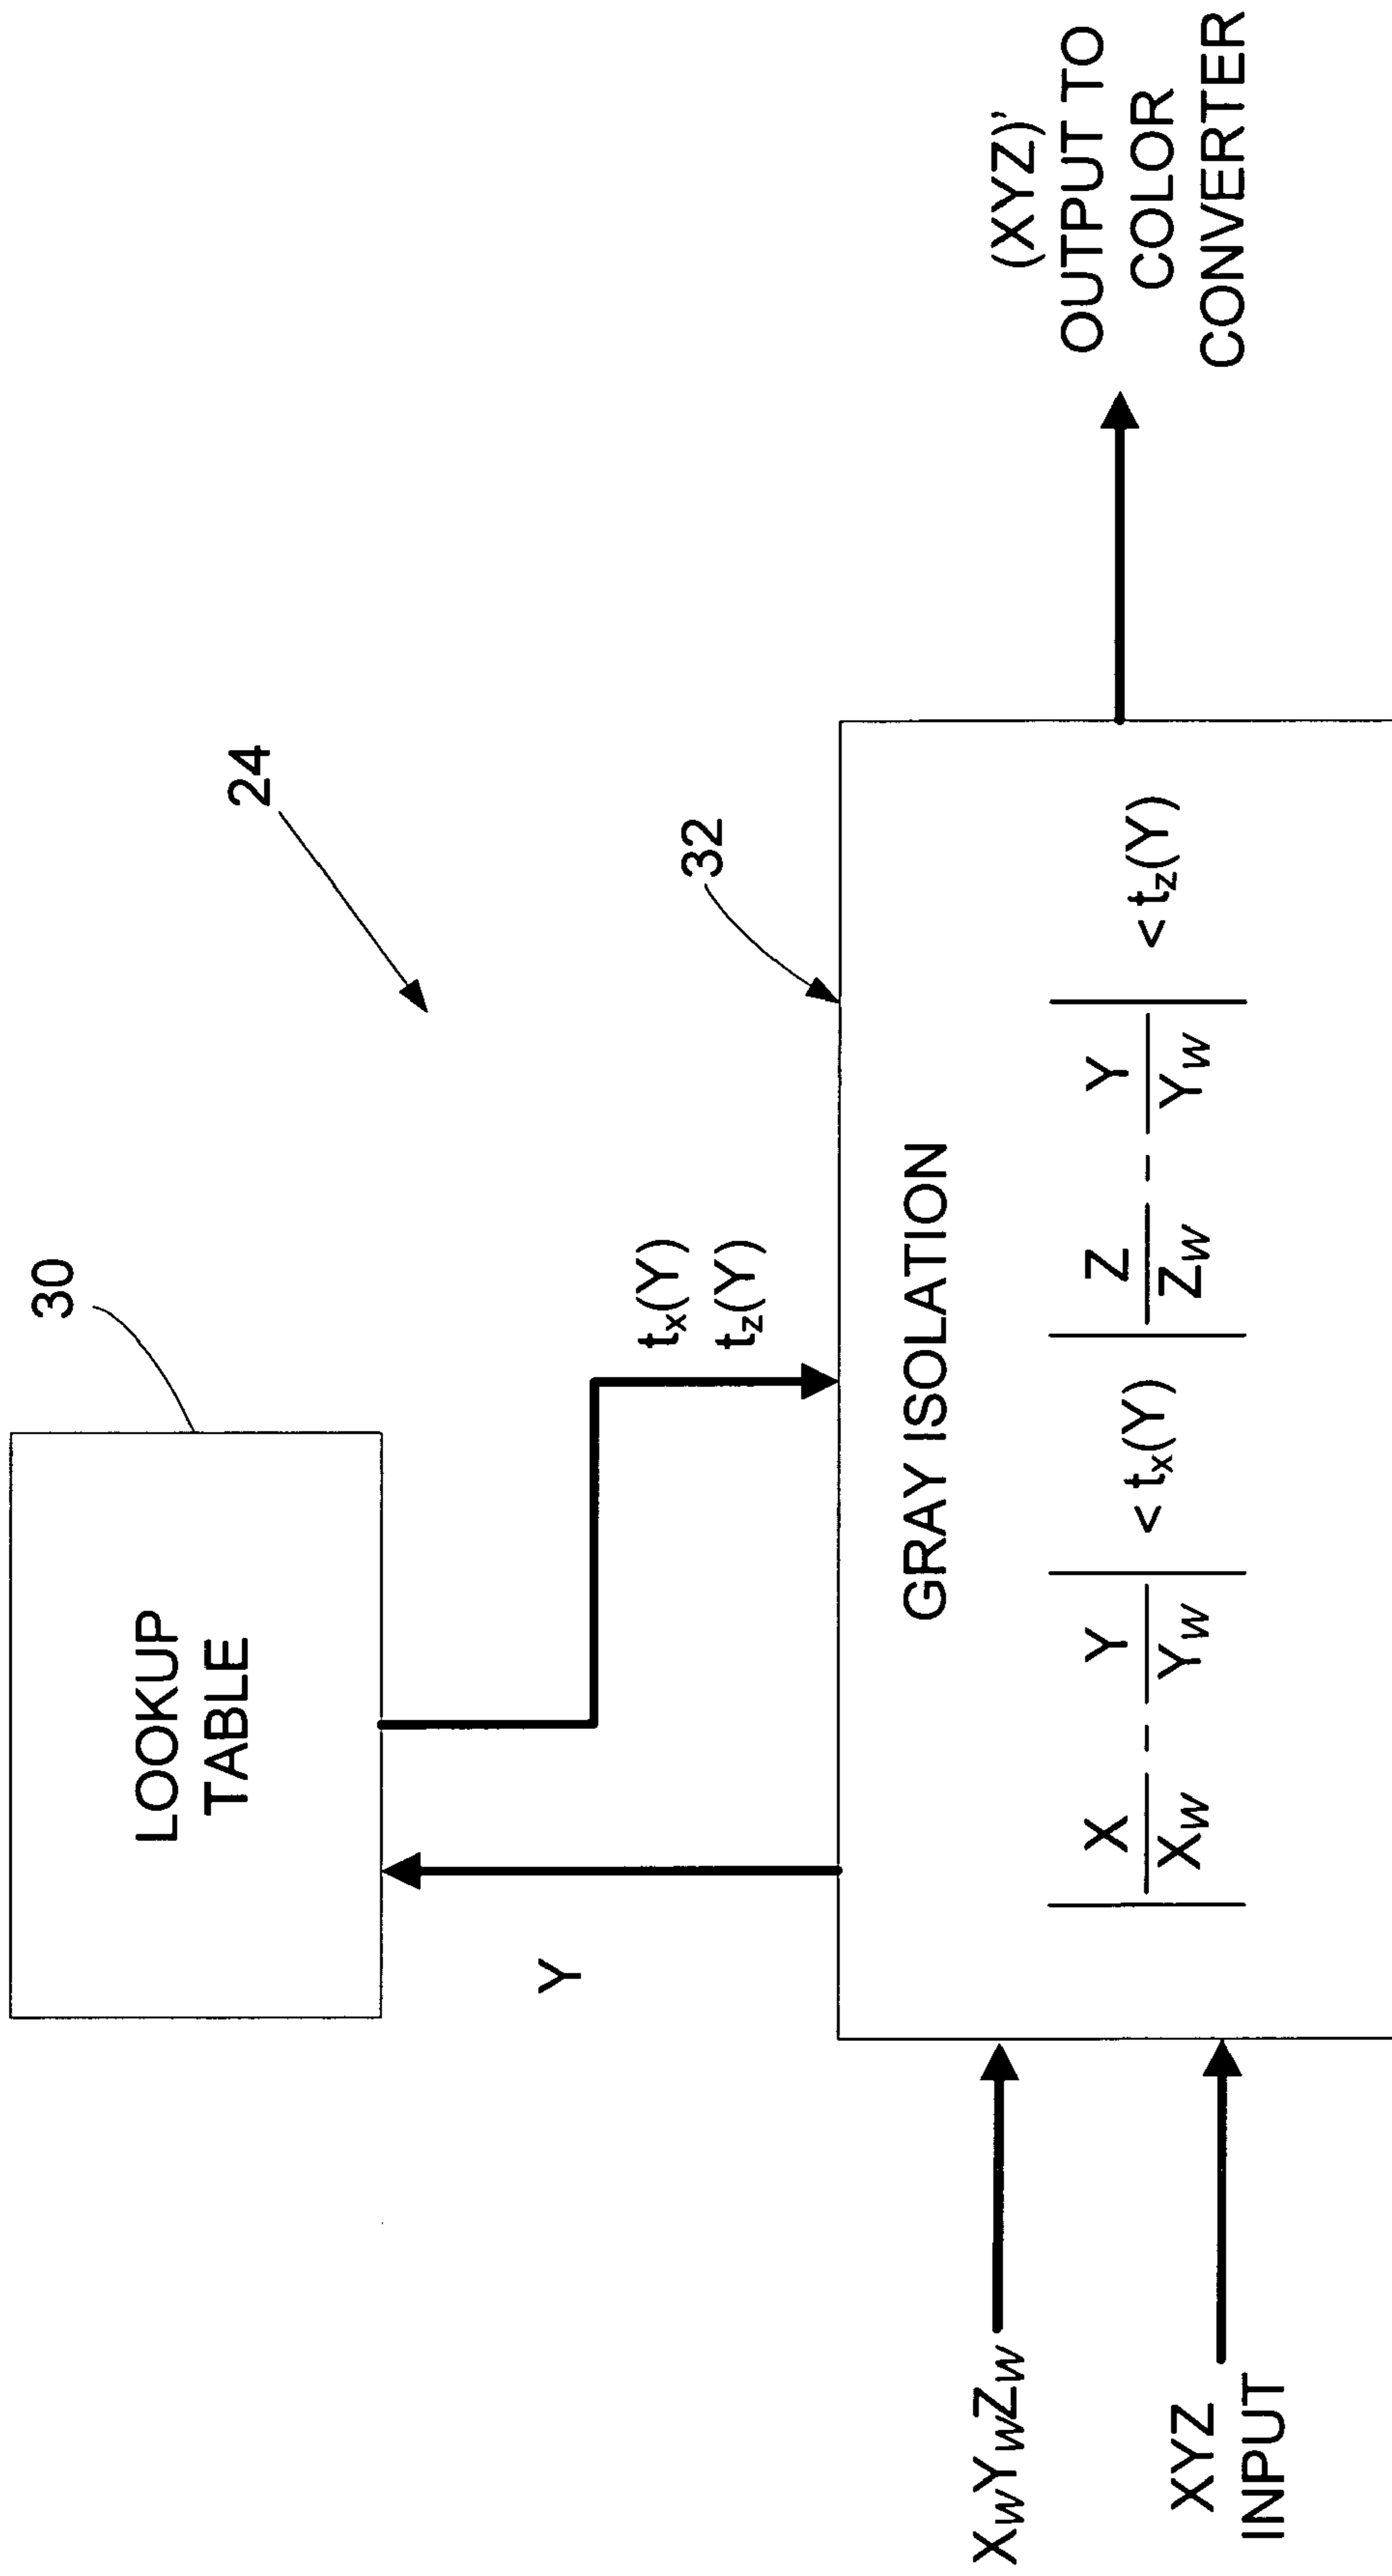 30
LOOKUP
TABLE
24
Y
tx(Y)
tz(Y)
32
GRAY ISOLATION
| X/XW - Y/YW | < tx(Y) | Z/ZW - Y/YW | < tz(Y)
XWYWZW
XYZ
INPUT
(XYZ)'
OUTPUT TO
COLOR
CONVERTER